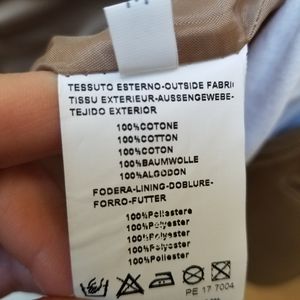 TESSUTO ESTERNO-OUTSIDE FABRI
TISSU EXTERIEUR-AUSSENGEWEBE-
TEJIDO EXTERIOR
100%COTONE
100%COTTON
100%COTON
100%BAUMWOLLE
100%ALGODON
FODERA-LINING-DOBLURE-
FORRO-FUTTER
100%Poliestere
100%Polyester
100%Polyester
100%Polyester
100%Poliester
PE 17 7004